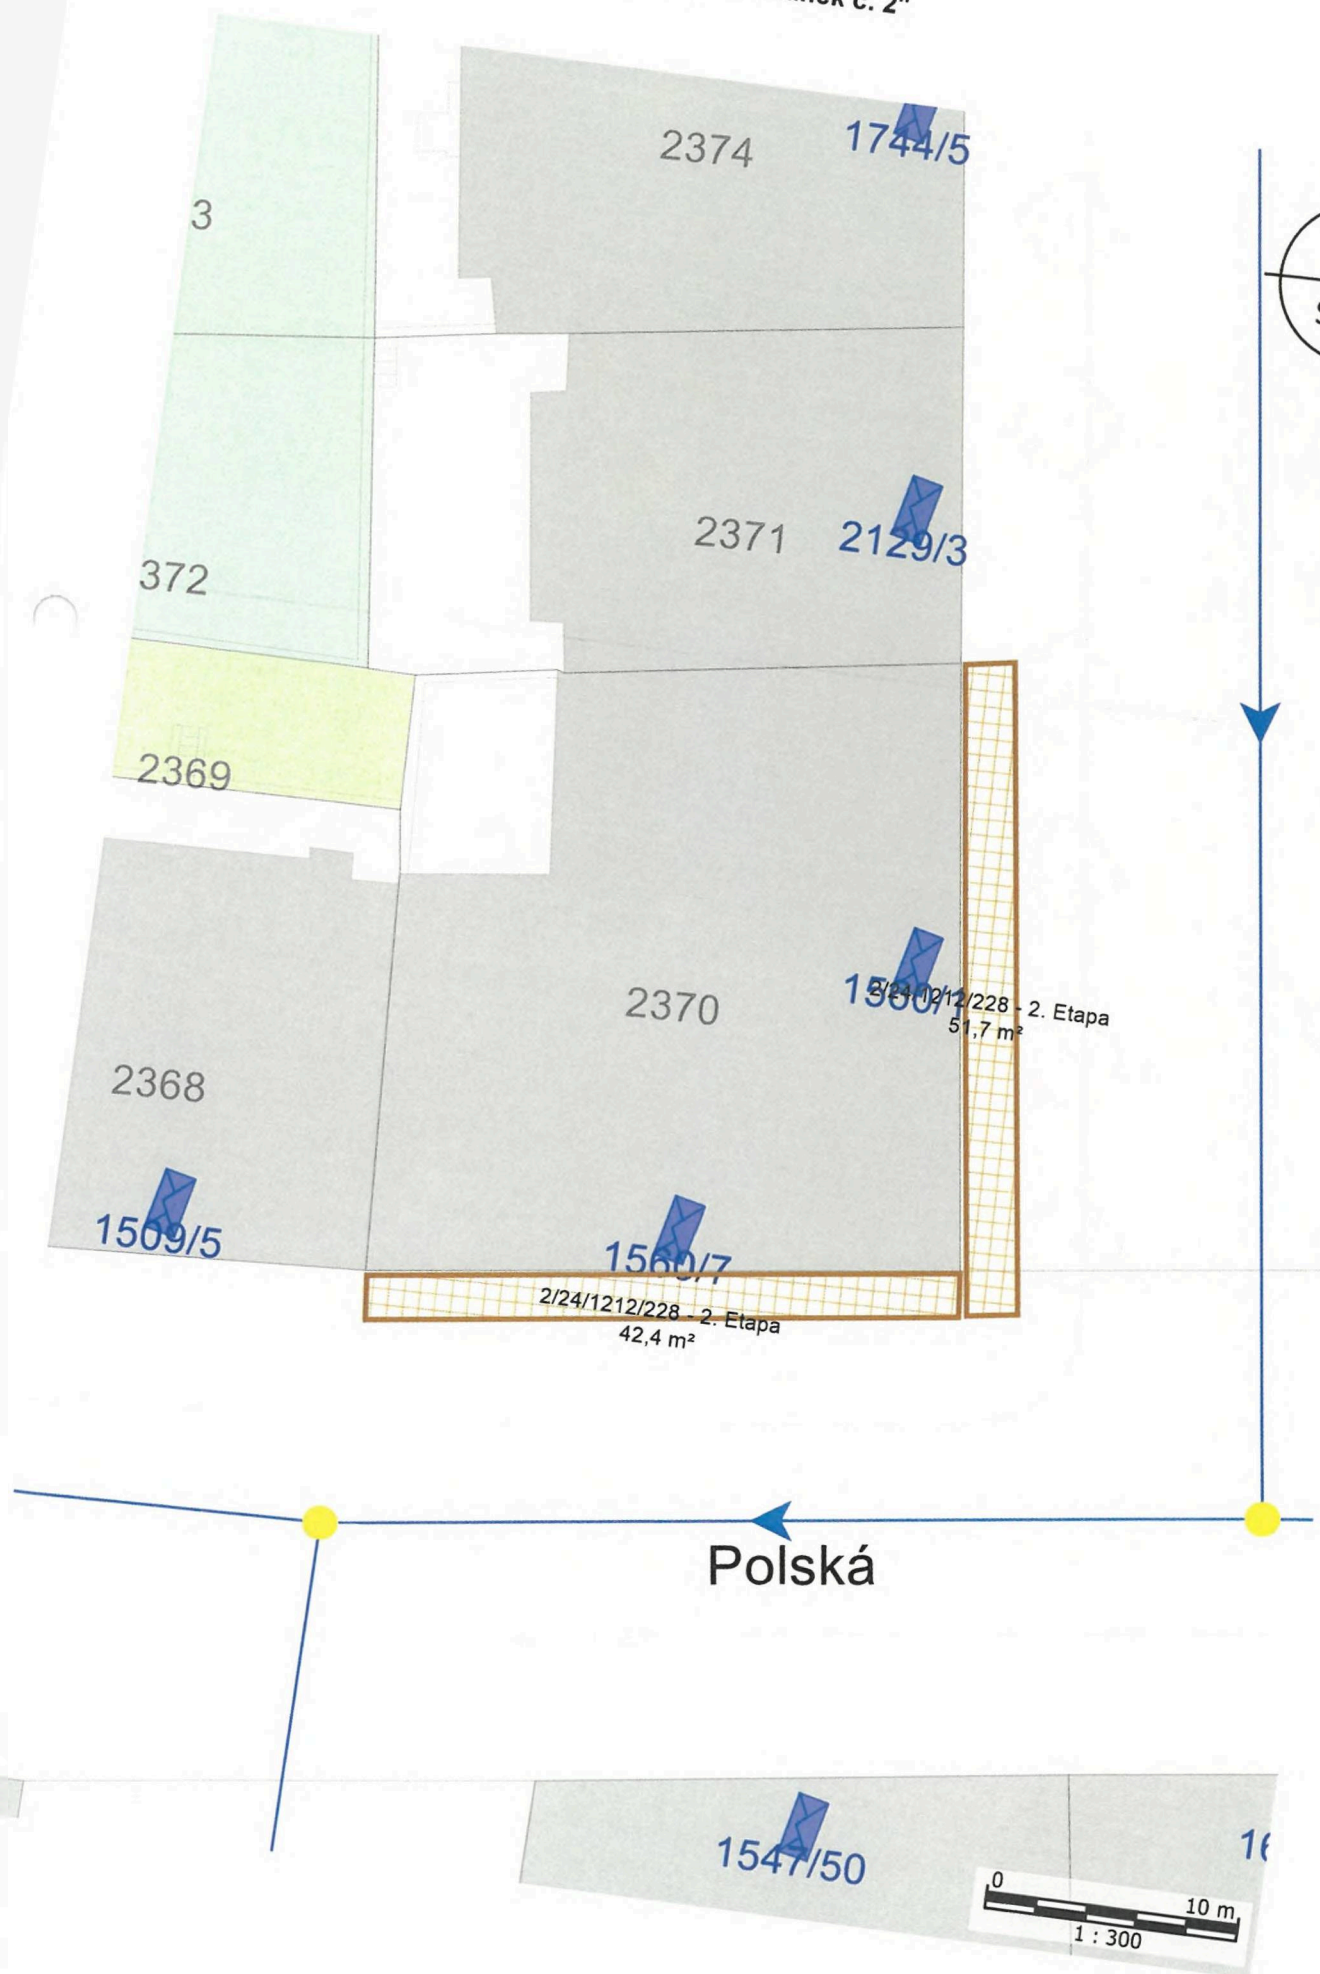 č. 2"
2374
1744/5
3
S
2371
2129/3
372
2369
2370
2/24/1212/228 - 2. Etapa
51,7 m²
2368
1509/5
1560/7
2/24/1212/228 - 2. Etapa
42,4 m²
Polská
1547/50
0
10 m
1 : 300